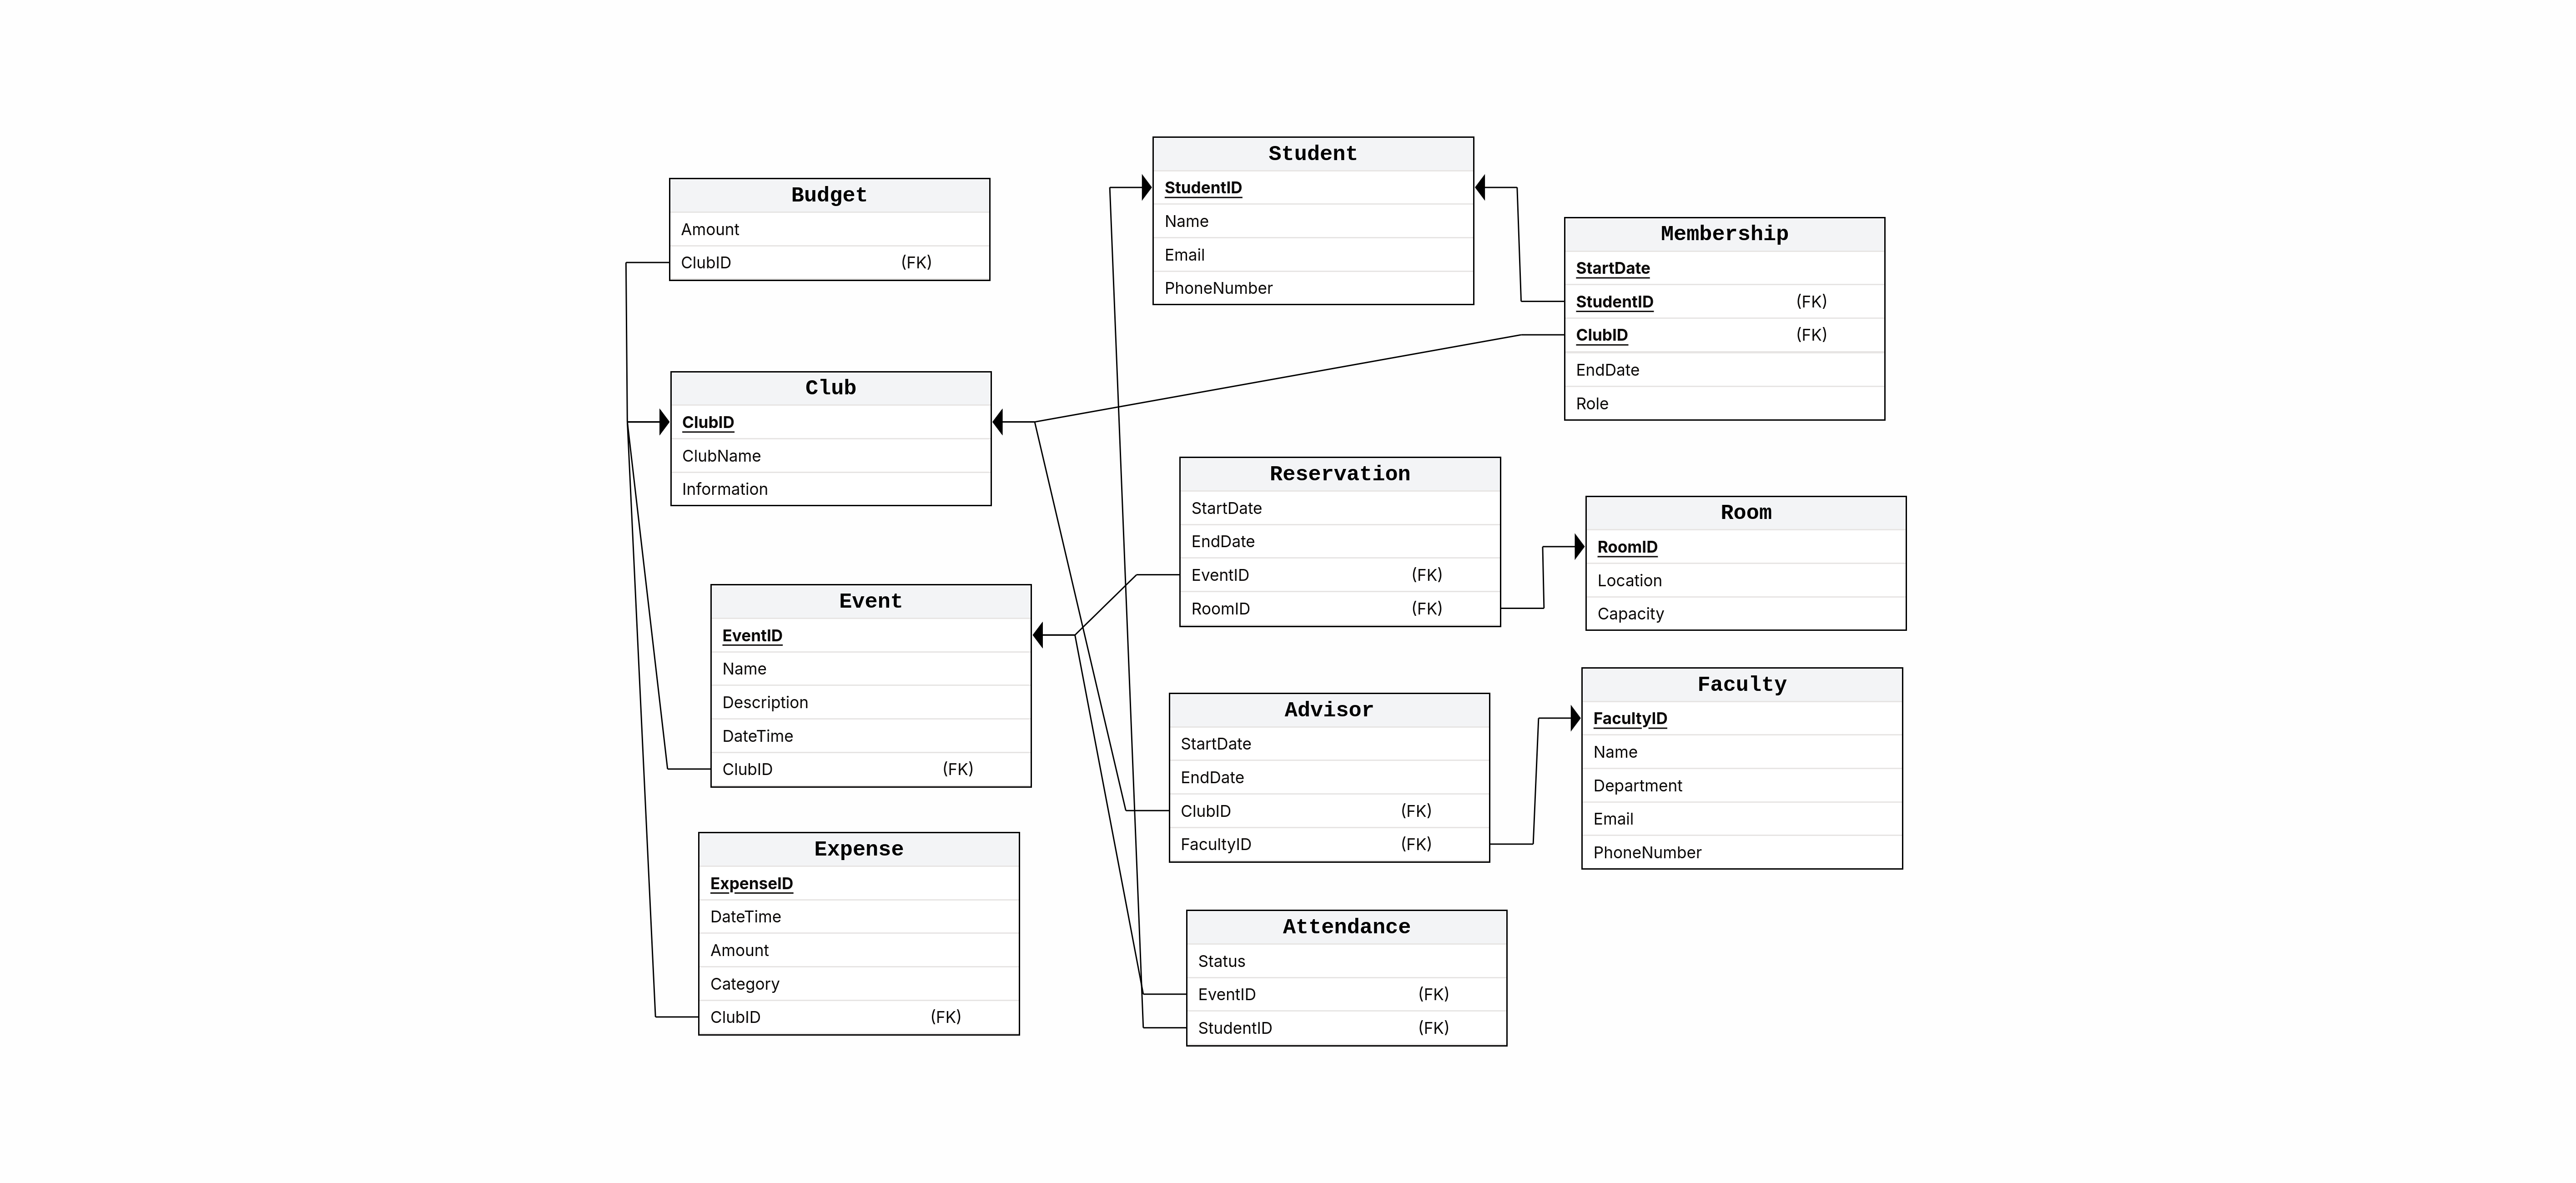 Budget
Amount
ClubID (FK)
Club
ClubID
ClubName
Information
Event
EventID
Name
Description
DateTime
ClubID (FK)
Expense
ExpenseID
DateTime
Amount
Category
ClubID (FK)
Student
StudentID
Name
Email
PhoneNumber
Reservation
StartDate
EndDate
EventID (FK)
RoomID (FK)
Advisor
StartDate
EndDate
ClubID (FK)
FacultyID (FK)
Attendance
Status
EventID (FK)
StudentID (FK)
Membership
StartDate
StudentID (FK)
ClubID (FK)
EndDate
Role
Room
RoomID
Location
Capacity
Faculty
FacultyID
Name
Department
Email
PhoneNumber